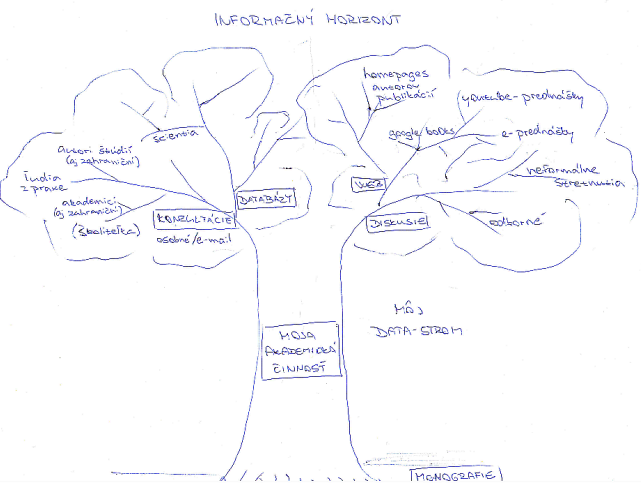 INFORMAČNÝ HORIZONT
homepages
autorov
publikácií
youtube-prednášky
google books
e-prednášky
scientia
autori štúdií
(aj zahraniční)
ľudia
z praxe
akademici
(aj zahraniční)
(školiteľka)
neformálne
stretnutia
WEB
DATABÁZY
KONZULTÁCIE
osobné/e-mail
DISKUSIE
odborné
MÔJ
DATA-STROM
MOJA
AKADEMICKÁ
ČINNOSŤ
MONOGRAFIE